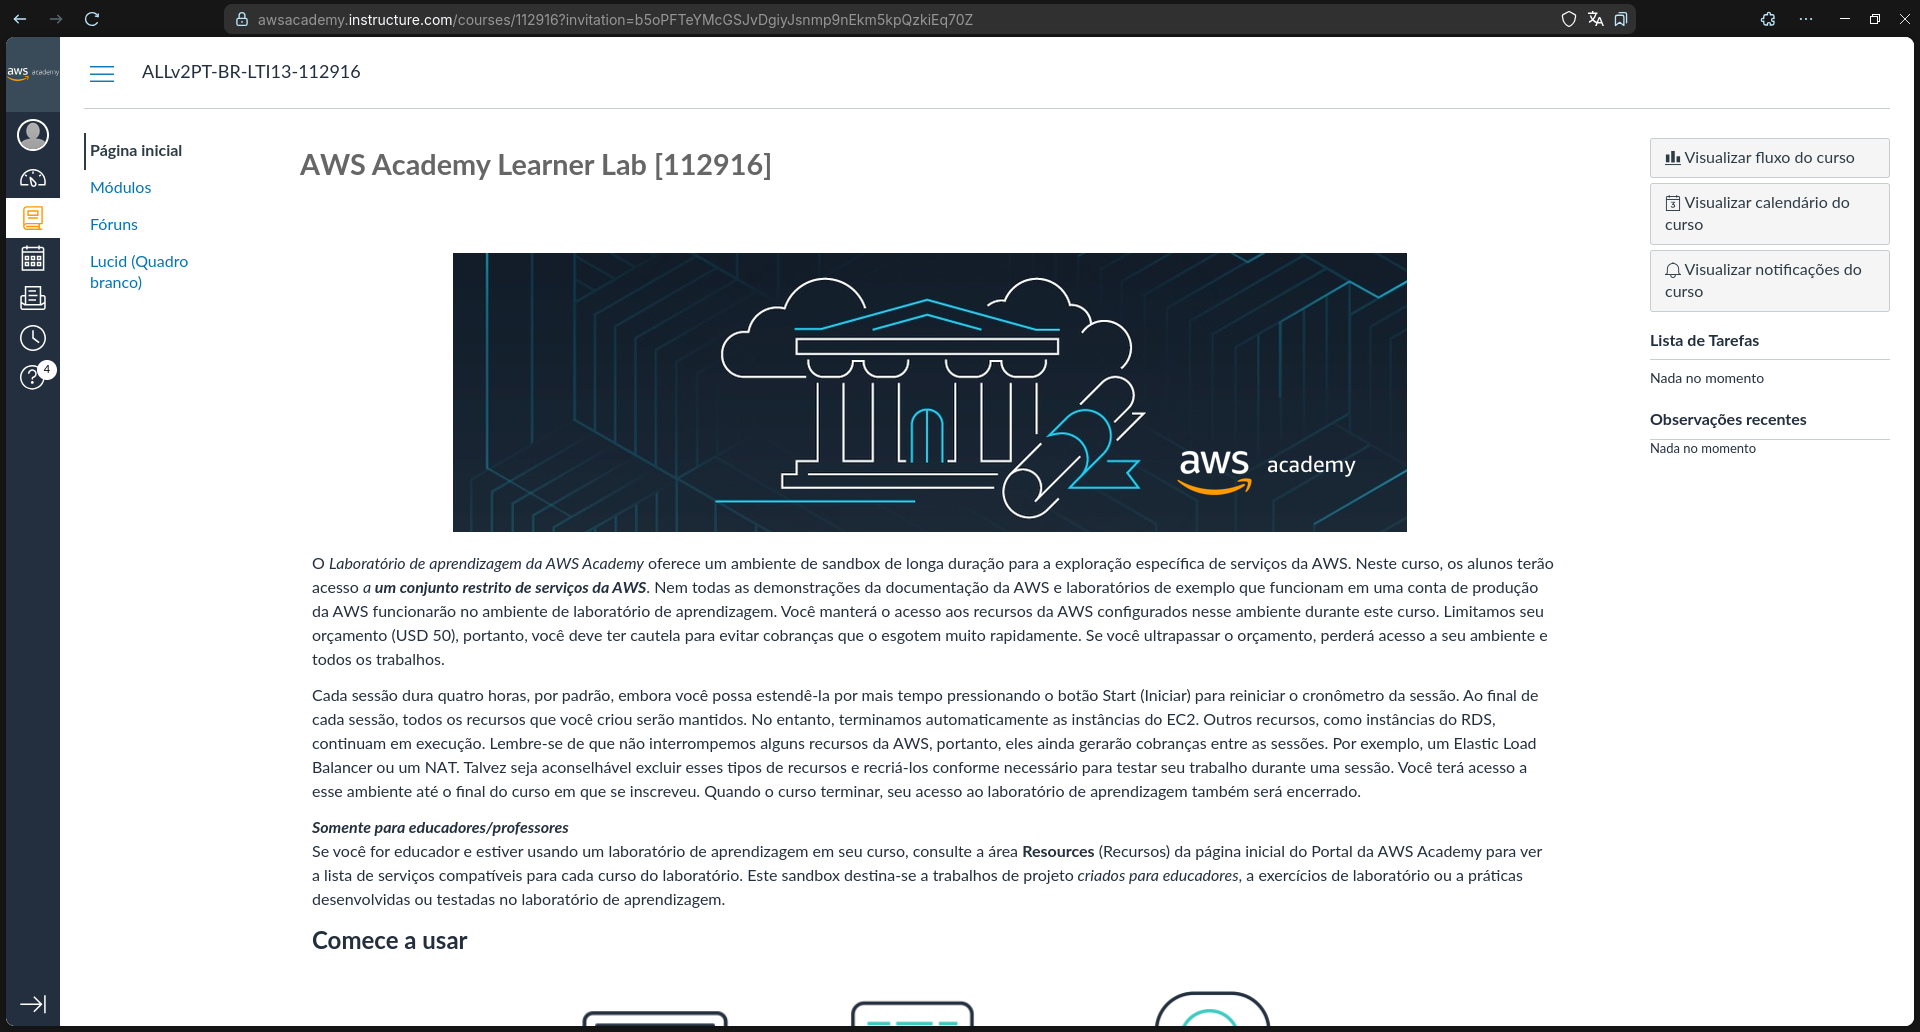 awsacademy.instructure.com/courses/112916?invitation=b5oPFTeYMcGSJvDgiyJsnmp9nEkm5kpQzkiEq70Z
aws academy
ALLv2PT-BR-LTI13-112916
4
Página inicial
Módulos
Fóruns
Lucid (Quadro
branco)
AWS Academy Learner Lab [112916]
aws academy
O Laboratório de aprendizagem da AWS Academy oferece um ambiente de sandbox de longa duração para a exploração específica de serviços da AWS. Neste curso, os alunos terão
acesso a um conjunto restrito de serviços da AWS. Nem todas as demonstrações da documentação da AWS e laboratórios de exemplo que funcionam em uma conta de produção
da AWS funcionarão no ambiente de laboratório de aprendizagem. Você manterá o acesso aos recursos da AWS configurados nesse ambiente durante este curso. Limitamos seu
orçamento (USD 50), portanto, você deve ter cautela para evitar cobranças que o esgotem muito rapidamente. Se você ultrapassar o orçamento, perderá acesso a seu ambiente e
todos os trabalhos.
Cada sessão dura quatro horas, por padrão, embora você possa estendê-la por mais tempo pressionando o botão Start (Iniciar) para reiniciar o cronômetro da sessão. Ao final de
cada sessão, todos os recursos que você criou serão mantidos. No entanto, terminamos automaticamente as instâncias do EC2. Outros recursos, como instâncias do RDS,
continuam em execução. Lembre-se de que não interrompemos alguns recursos da AWS, portanto, eles ainda gerarão cobranças entre as sessões. Por exemplo, um Elastic Load
Balancer ou um NAT. Talvez seja aconselhável excluir esses tipos de recursos e recriá-los conforme necessário para testar seu trabalho durante uma sessão. Você terá acesso a
esse ambiente até o final do curso em que se inscreveu. Quando o curso terminar, seu acesso ao laboratório de aprendizagem também será encerrado.
Somente para educadores/professores
Se você for educador e estiver usando um laboratório de aprendizagem em seu curso, consulte a área Resources (Recursos) da página inicial do Portal da AWS Academy para ver
a lista de serviços compatíveis para cada curso do laboratório. Este sandbox destina-se a trabalhos de projeto criados para educadores, a exercícios de laboratório ou a práticas
desenvolvidas ou testadas no laboratório de aprendizagem.
Comece a usar
Visualizar fluxo do curso
3 Visualizar calendário do
curso
Visualizar notificações do
curso
Lista de Tarefas
Nada no momento
Observações recentes
Nada no momento